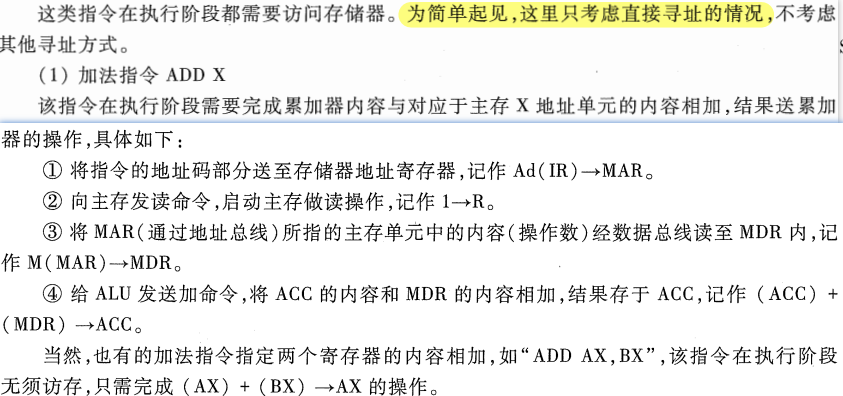 这类指令在执行阶段都需要访问存储器。为简单起见,这里只考虑直接寻址的情况,不考虑
其他寻址方式。
(1) 加法指令 ADD X
该指令在执行阶段需要完成累加器内容与对应于主存 X 地址单元的内容相加,结果送累加
器的操作,具体如下:
① 将指令的地址码部分送至存储器地址寄存器,记作 Ad(IR)→MAR。
② 向主存发读命令,启动主存做读操作,记作 1→R。
③ 将 MAR(通过地址总线)所指的主存单元中的内容(操作数)经数据总线读至 MDR 内,记
作 M(MAR)→MDR。
④ 给 ALU 发送加命令,将 ACC 的内容和 MDR 的内容相加,结果存于 ACC,记作 (ACC) +
(MDR) →ACC。
当然,也有的加法指令指定两个寄存器的内容相加,如“ADD AX,BX”,该指令在执行阶段
无须访存,只需完成 (AX) + (BX) →AX 的操作。